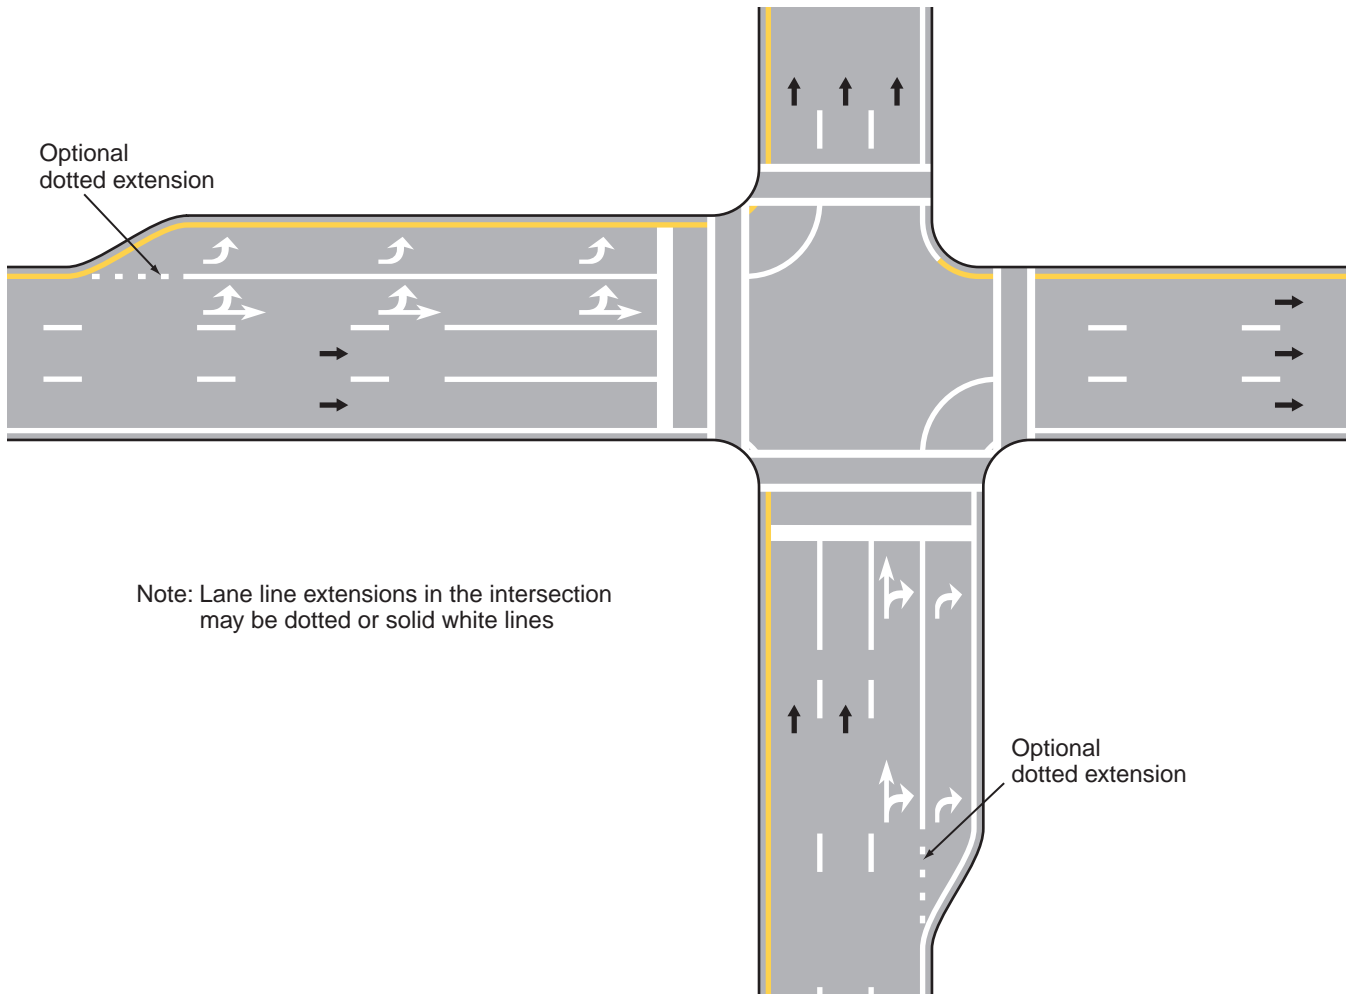 Optional
dotted extension
Note: Lane line extensions in the intersection
may be dotted or solid white lines
Optional
dotted extension